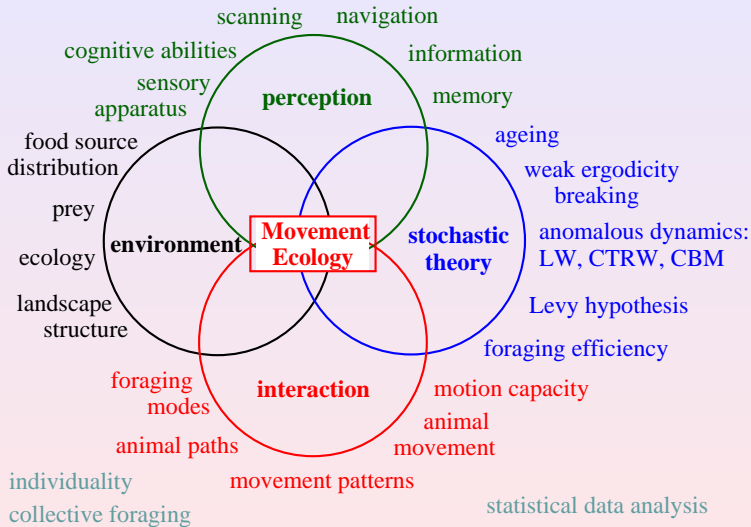 scanning
navigation
cognitive abilities
information
sensory
apparatus
perception
memory
food source
distribution
ageing
weak ergodicity
breaking
prey
environment
Movement
Ecology
stochastic
theory
anomalous dynamics:
LW, CTRW, CBM
ecology
landscape
structure
Levy hypothesis
foraging efficiency
foraging
modes
interaction
motion capacity
animal paths
animal
movement
movement patterns
individuality
collective foraging
statistical data analysis